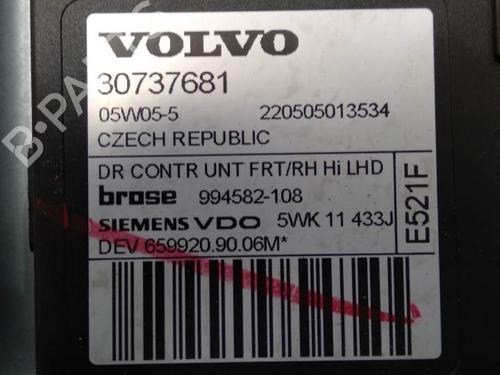 VOLVO
30737681
05W05-5 220505013534
CZECH REPUBLIC
DR CONTR UNT FRT/RH Hi LHD
brose 994582-108
SIEMENS VDO 5WK 11 433J
DEV 659920.90.06M*
E521F
B-PARTS